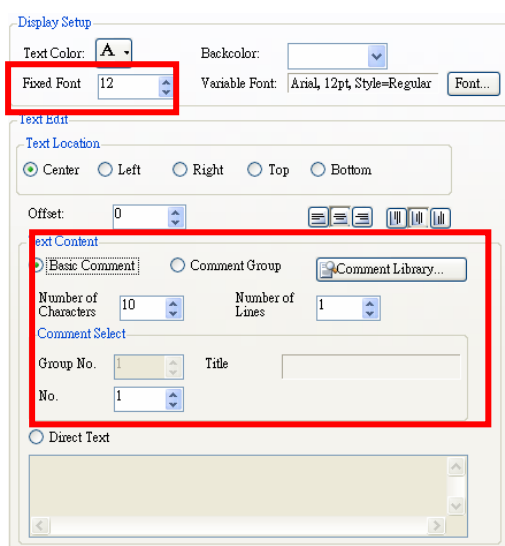 Display Setup
Text Color: A Backcolor:
Fixed Font 12 Variable Font: Arial, 12pt, Style=Regular Font...
Text Edit
Text Location
Center Left Right Top Bottom
Offset: 0
Text Content
Basic Comment Comment Group Comment Library...
Number of Characters 10 Number of Lines 1
Comment Select
Group No. 1 Title
No. 1
Direct Text